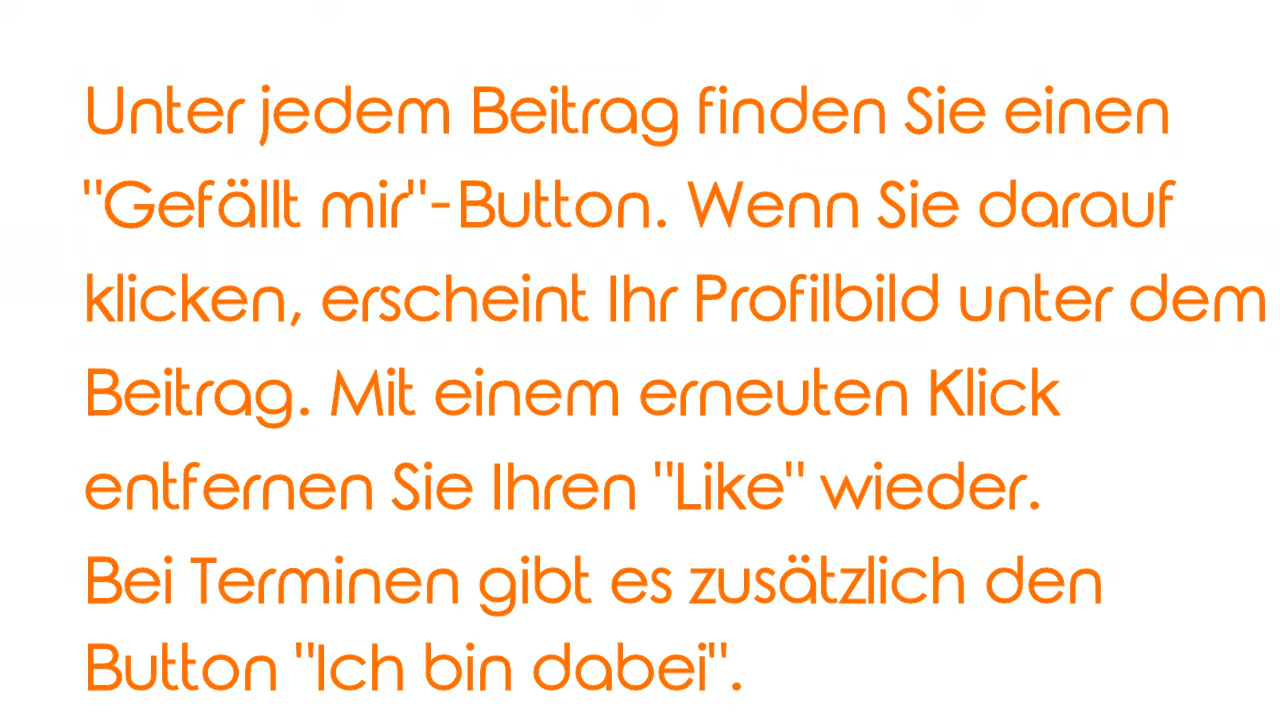 Unter jedem Beitrag finden Sie einen
"Gefällt mir"-Button. Wenn Sie darauf
klicken, erscheint Ihr Profilbild unter dem
Beitrag. Mit einem erneuten Klick
entfernen Sie Ihren "Like" wieder.
Bei Terminen gibt es zusätzlich den
Button "Ich bin dabei".